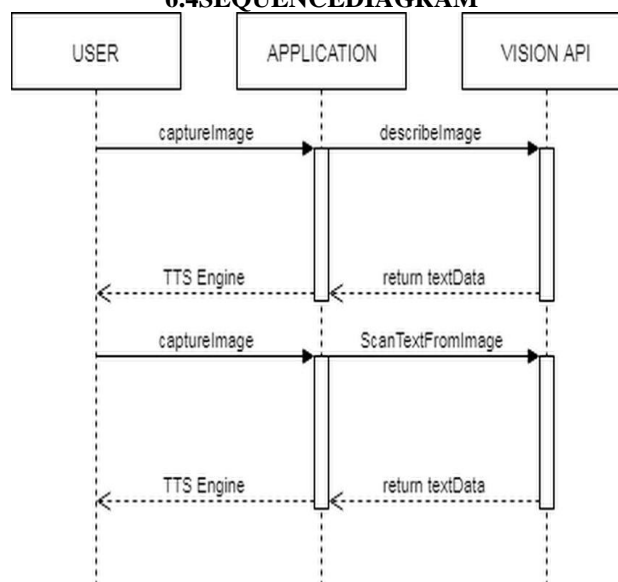 6.4SEQUENCEDIAGRAM
USER APPLICATION VISION API
captureImage describeImage
TTS Engine return textData
captureImage ScanTextFromImage
TTS Engine return textData